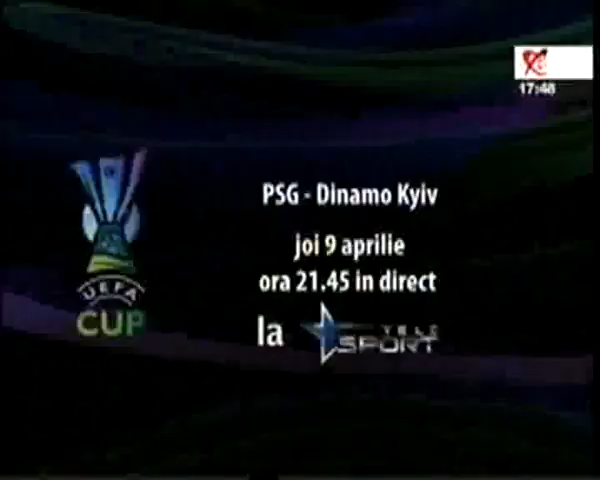 17:48
PSG - Dinamo Kyiv
joi 9 aprilie
ora 21.45 in direct
UEFA
CUP
la TELE
SPORT